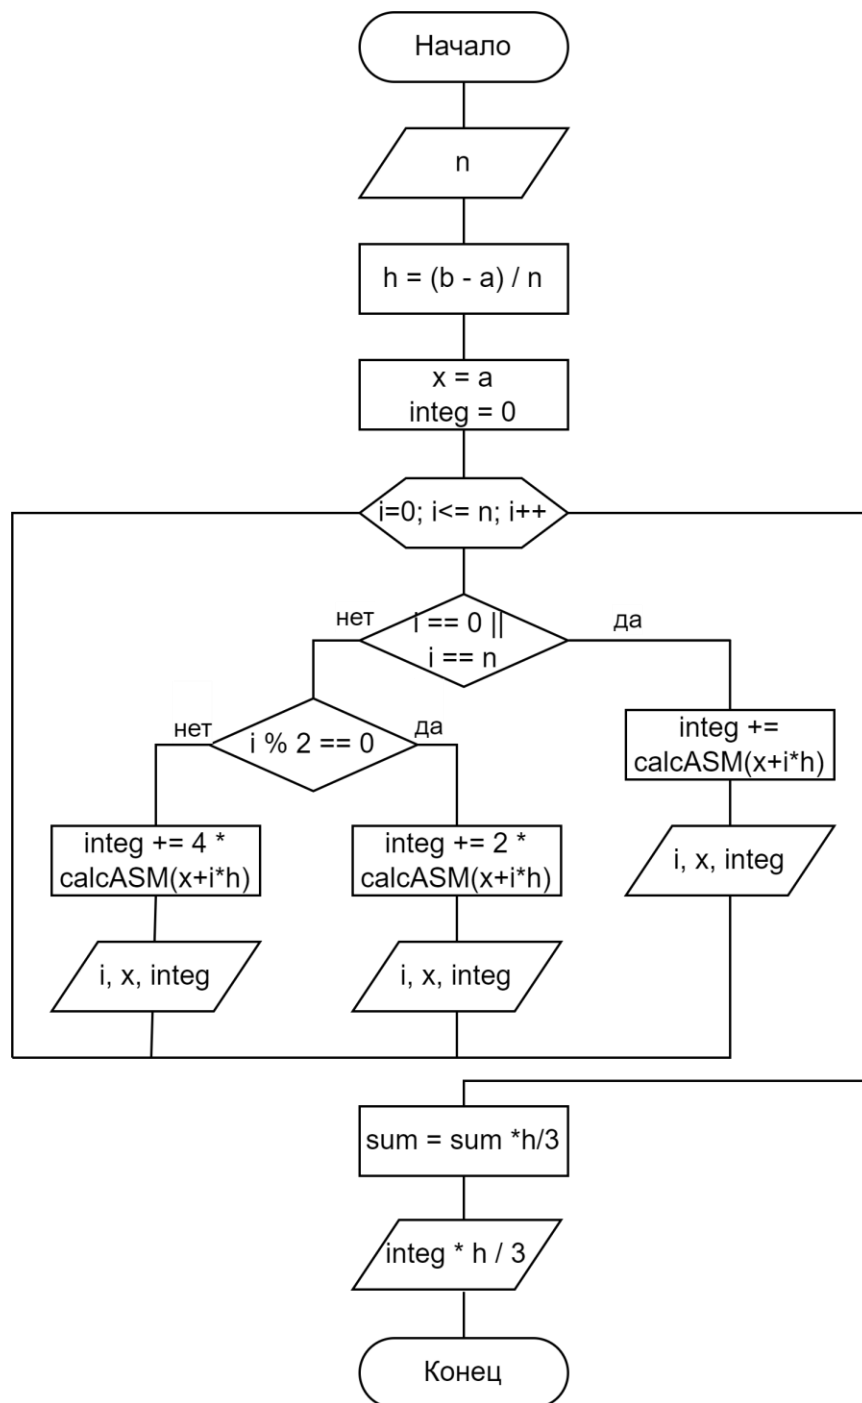 Начало
n
h = (b - a) / n
x = a
integ = 0
i=0; i<= n; i++
нет
i == 0 ||
i == n
да
нет
i % 2 == 0
да
integ +=
calcASM(x+i*h)
integ += 4 *
calcASM(x+i*h)
integ += 2 *
calcASM(x+i*h)
i, x, integ
i, x, integ
i, x, integ
sum = sum *h/3
integ * h / 3
Конец